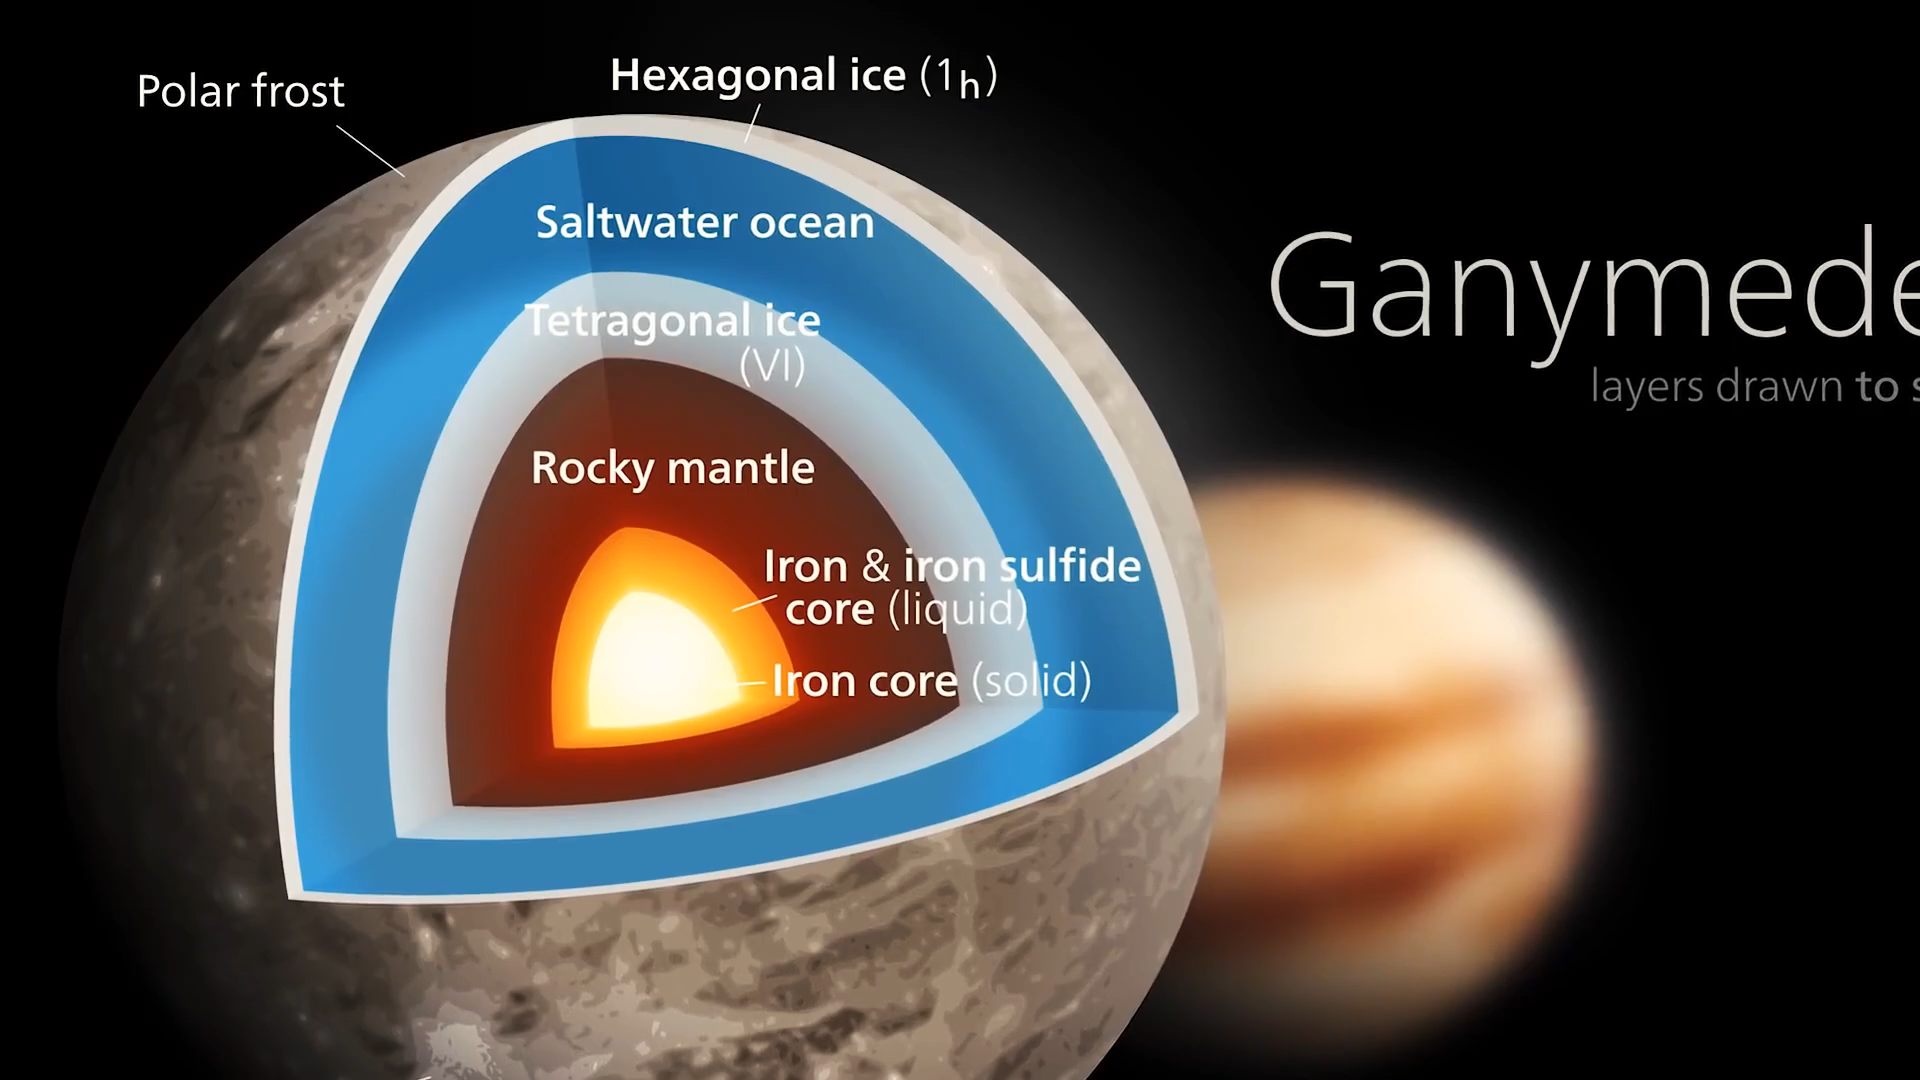 Polar frost
Hexagonal ice (1h)
Saltwater ocean
Tetragonal ice
(VI)
Rocky mantle
Iron & iron sulfide
core (liquid)
Iron core (solid)
Ganymede
layers drawn to s